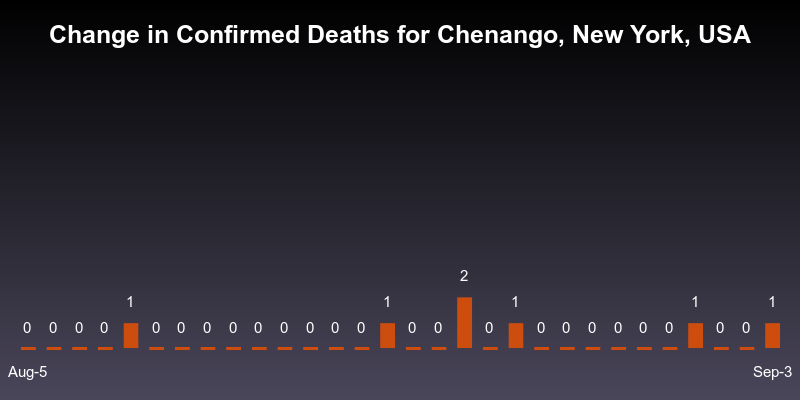 Change in Confirmed Deaths for Chenango, New York, USA
2
1 1 1 1 1
0 0 0 0 0 0 0 0 0 0 0 0 0 0 0 0 0 0 0 0 0 0 0 0
Aug-5 Sep-3